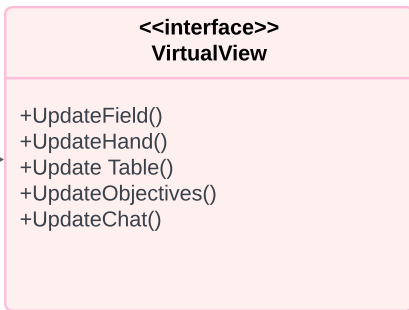 <<interface>>
VirtualView
+UpdateField()
+UpdateHand()
+Update Table()
+UpdateObjectives()
+UpdateChat()